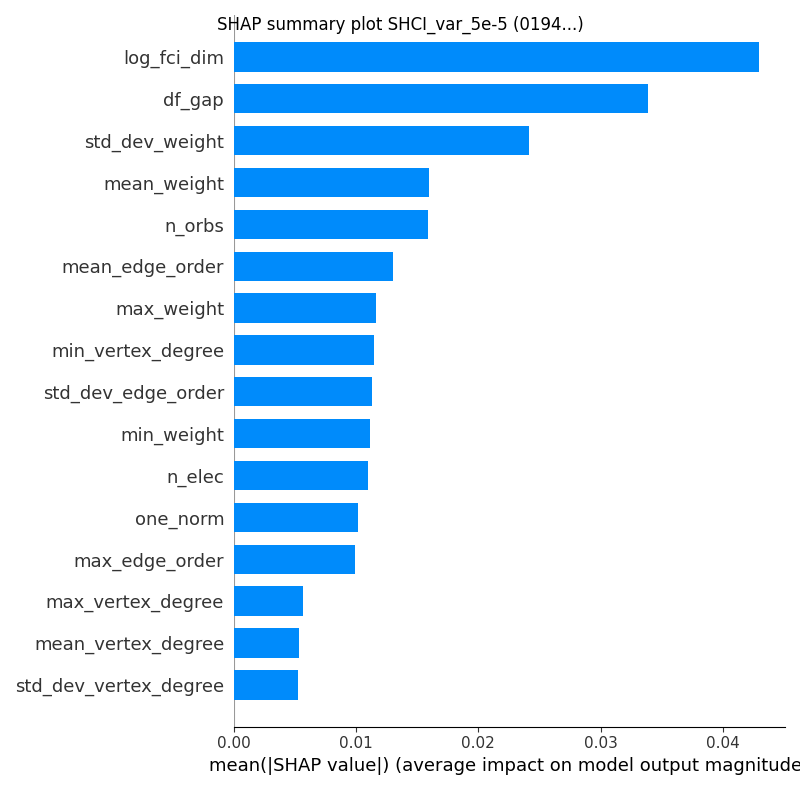 SHAP summary plot SHCI_var_5e-5 (0194...)
log_fci_dim
df_gap
std_dev_weight
mean_weight
n_orbs
mean_edge_order
max_weight
min_vertex_degree
std_dev_edge_order
min_weight
n_elec
one_norm
max_edge_order
max_vertex_degree
mean_vertex_degree
std_dev_vertex_degree
0.00 0.01 0.02 0.03 0.04
mean(|SHAP value|) (average impact on model output magnitude